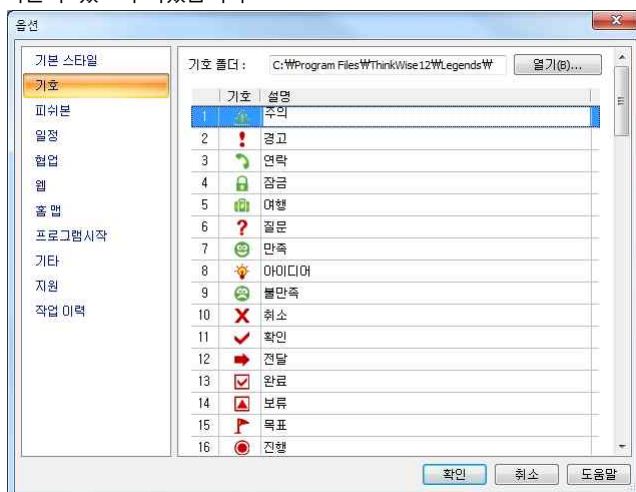 옵션
기본 스타일
기호
피쉬본
일정
협업
웹
홈 맵
프로그램시작
기타
지원
작업 이력
기호 폴더 : C:₩Program Files₩ThinkWise12₩Legends₩ 열기(B)...
기호 설명
1 주의
2 경고
3 연락
4 잠금
5 여행
6 질문
7 만족
8 아이디어
9 불만족
10 취소
11 확인
12 전달
13 완료
14 보류
15 목표
16 진행
확인 취소 도움말